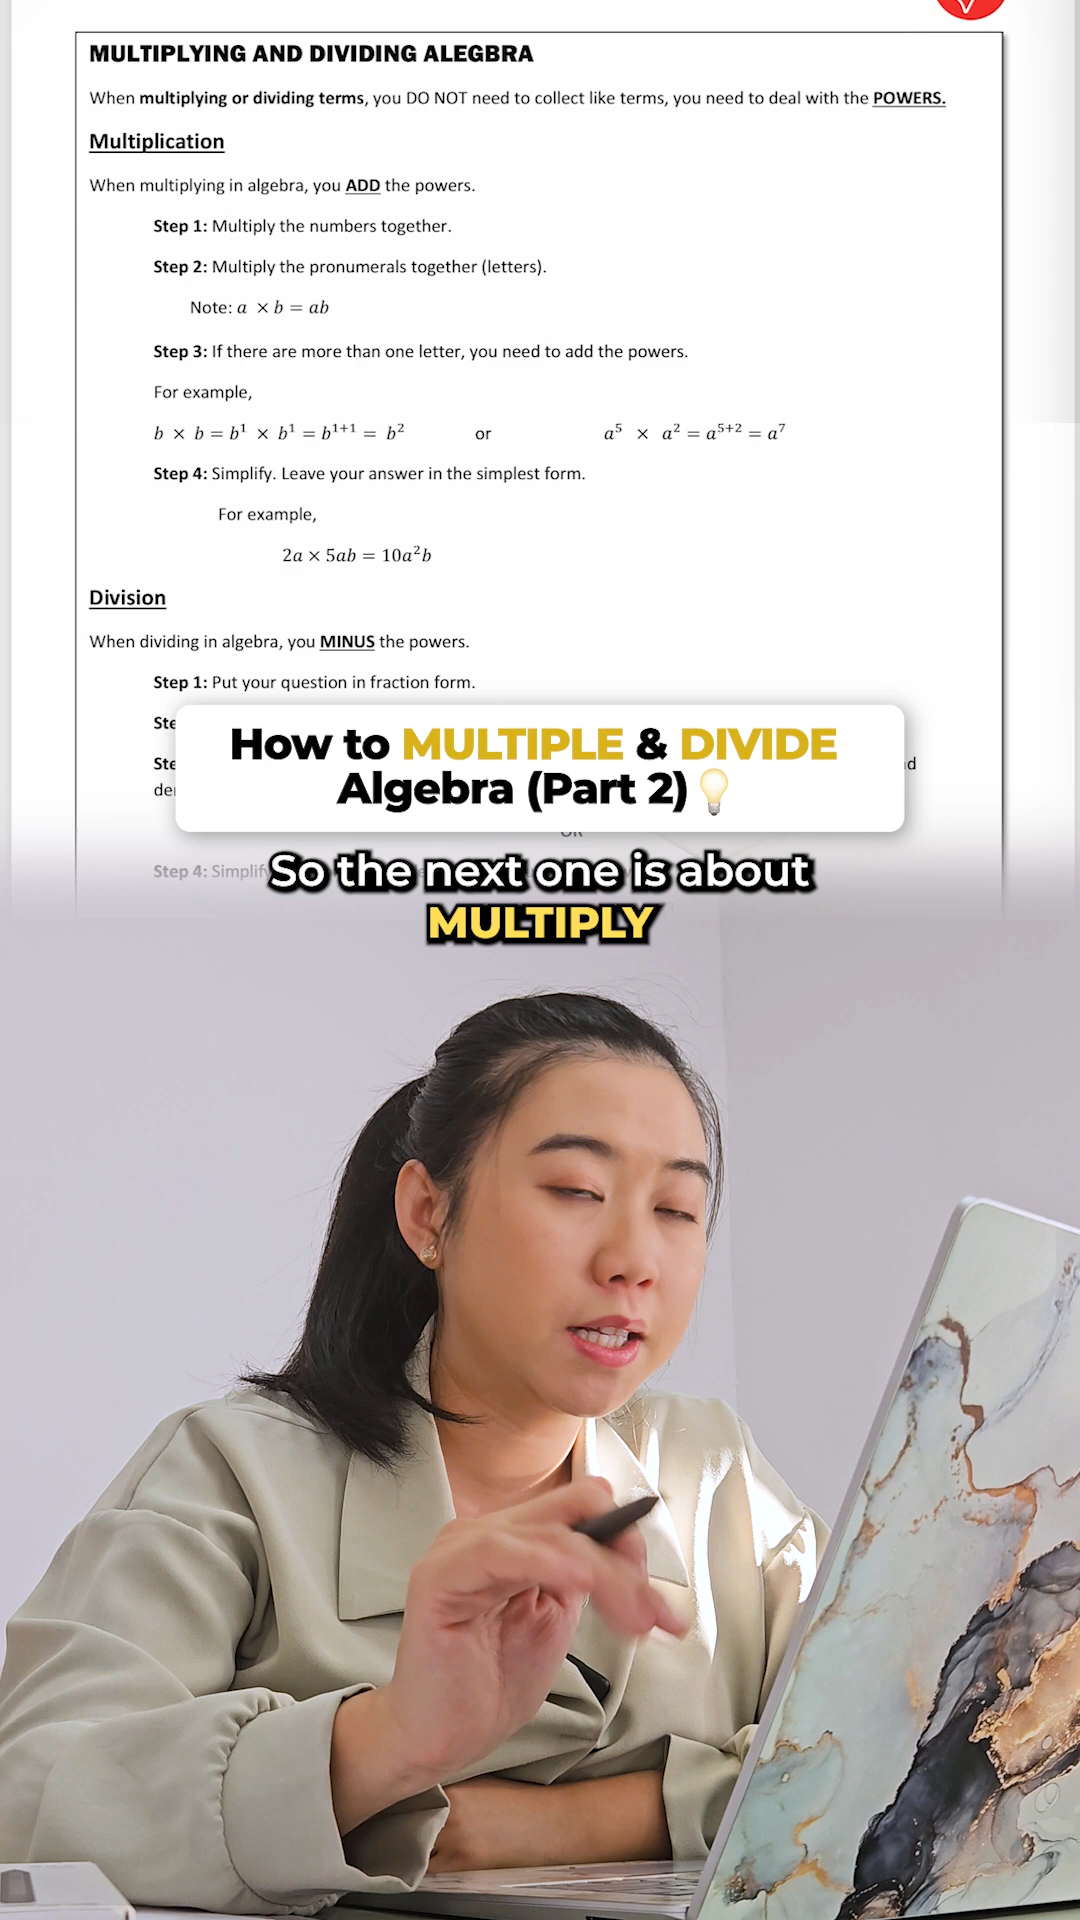 MULTIPLYING AND DIVIDING ALEGBRA
When multiplying or dividing terms, you DO NOT need to collect like terms, you need to deal with the POWERS.
Multiplication
When multiplying in algebra, you ADD the powers.
Step 1: Multiply the numbers together.
Step 2: Multiply the pronumerals together (letters).
Note: a × b = ab
Step 3: If there are more than one letter, you need to add the powers.
For example,
b × b = b¹ × b¹ = b¹⁺¹ = b² or a⁵ × a² = a⁵⁺² = a⁷
Step 4: Simplify. Leave your answer in the simplest form.
For example,
2a × 5ab = 10a²b
Division
When dividing in algebra, you MINUS the powers.
Step 1: Put your question in fraction form.
How to MULTIPLE & DIVIDE
Algebra (Part 2)
Step 4:
So the next one is about
MULTIPLY